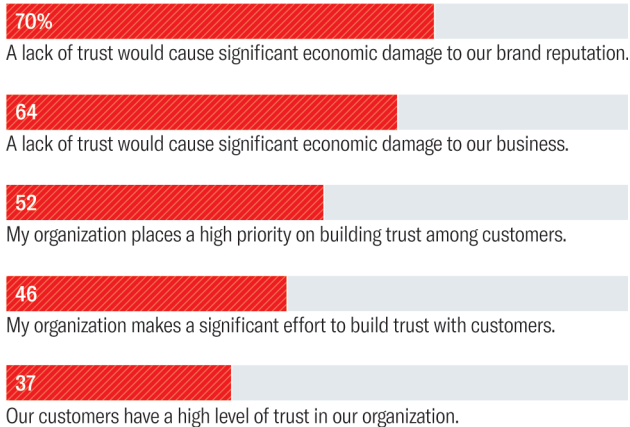 70%
A lack of trust would cause significant economic damage to our brand reputation.
64
A lack of trust would cause significant economic damage to our business.
52
My organization places a high priority on building trust among customers.
46
My organization makes a significant effort to build trust with customers.
37
Our customers have a high level of trust in our organization.